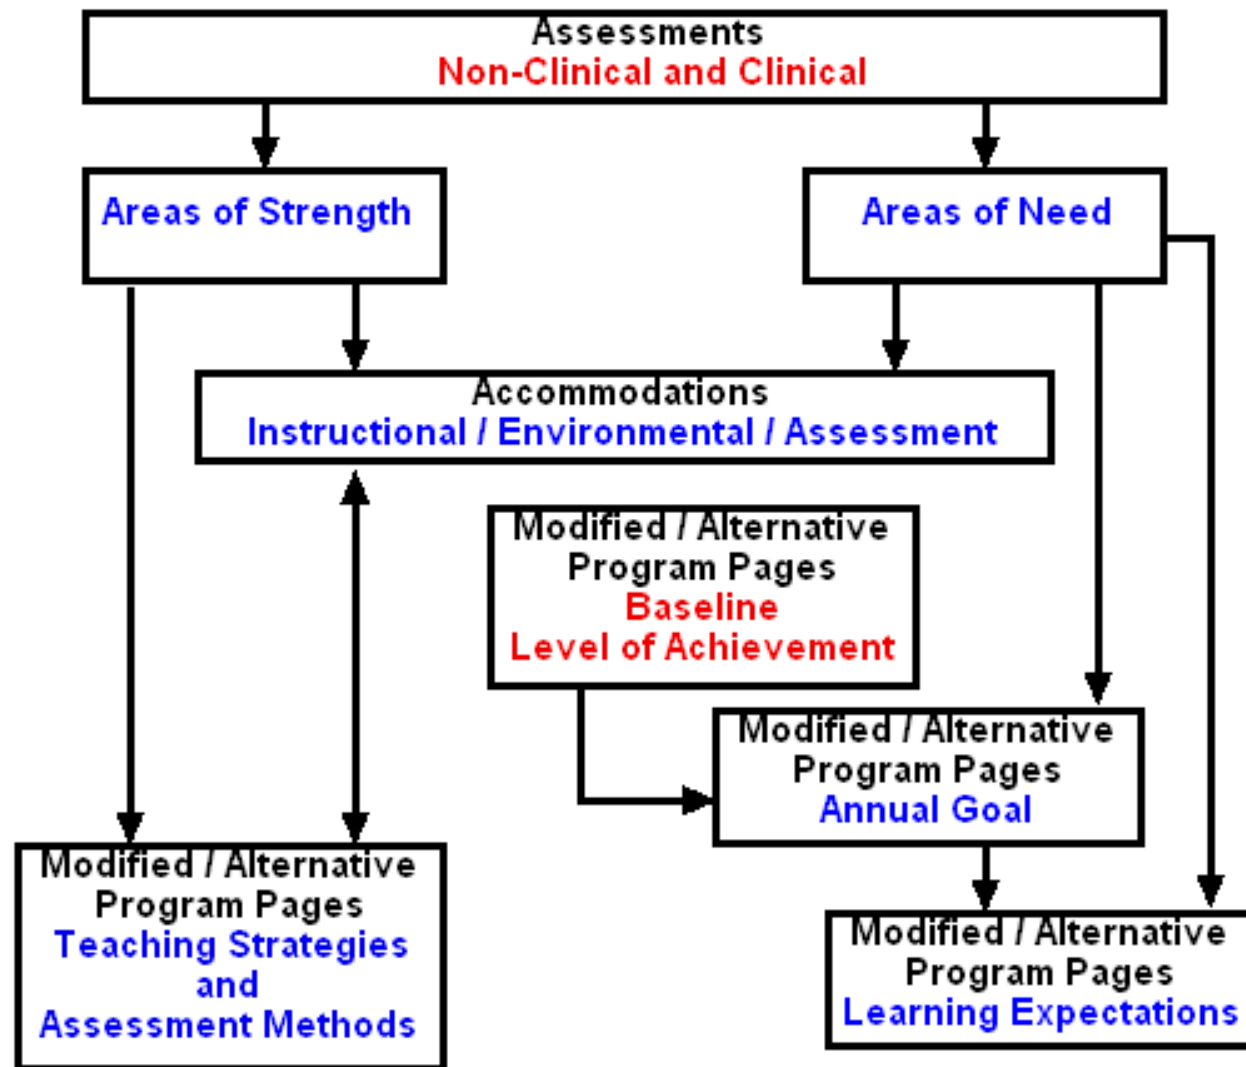 Assessments
Non-Clinical and Clinical
Areas of Strength
Areas of Need
Accommodations
Instructional / Environmental / Assessment
Modified / Alternative
Program Pages
Baseline
Level of Achievement
Modified / Alternative
Program Pages
Annual Goal
Modified / Alternative
Program Pages
Teaching Strategies
and
Assessment Methods
Modified / Alternative
Program Pages
Learning Expectations